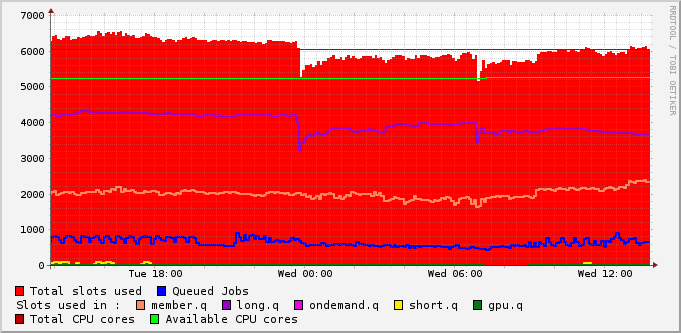 7000
6000
5000
4000
3000
2000
1000
0
Tue 18:00 Wed 00:00 Wed 06:00 Wed 12:00
Total slots used Queued Jobs
Slots used in : member.q long.q ondemand.q short.q gpu.q
Total CPU cores Available CPU cores
RRDTOOL / TOBI OETIKER